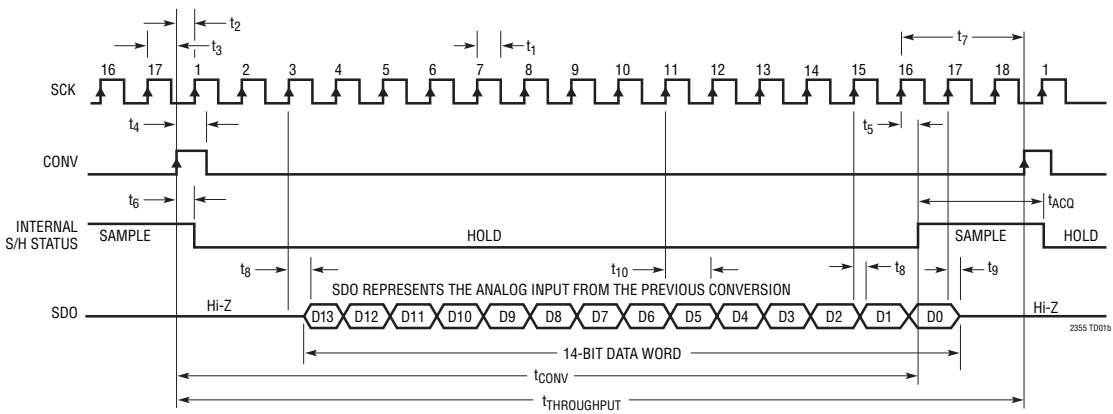 t2
t3
t1
t7
16 17 1 2 3 4 5 6 7 8 9 10 11 12 13 14 15 16 17 18 1
SCK
t4
t5
CONV
t6
tACQ
INTERNAL
S/H STATUS
SAMPLE HOLD SAMPLE HOLD
t8 t10 t8 t9
SDO REPRESENTS THE ANALOG INPUT FROM THE PREVIOUS CONVERSION
SDO Hi-Z D13 D12 D11 D10 D9 D8 D7 D6 D5 D4 D3 D2 D1 D0 Hi-Z
2355 TD01b
14-BIT DATA WORD
tCONV
tTHROUGHPUT